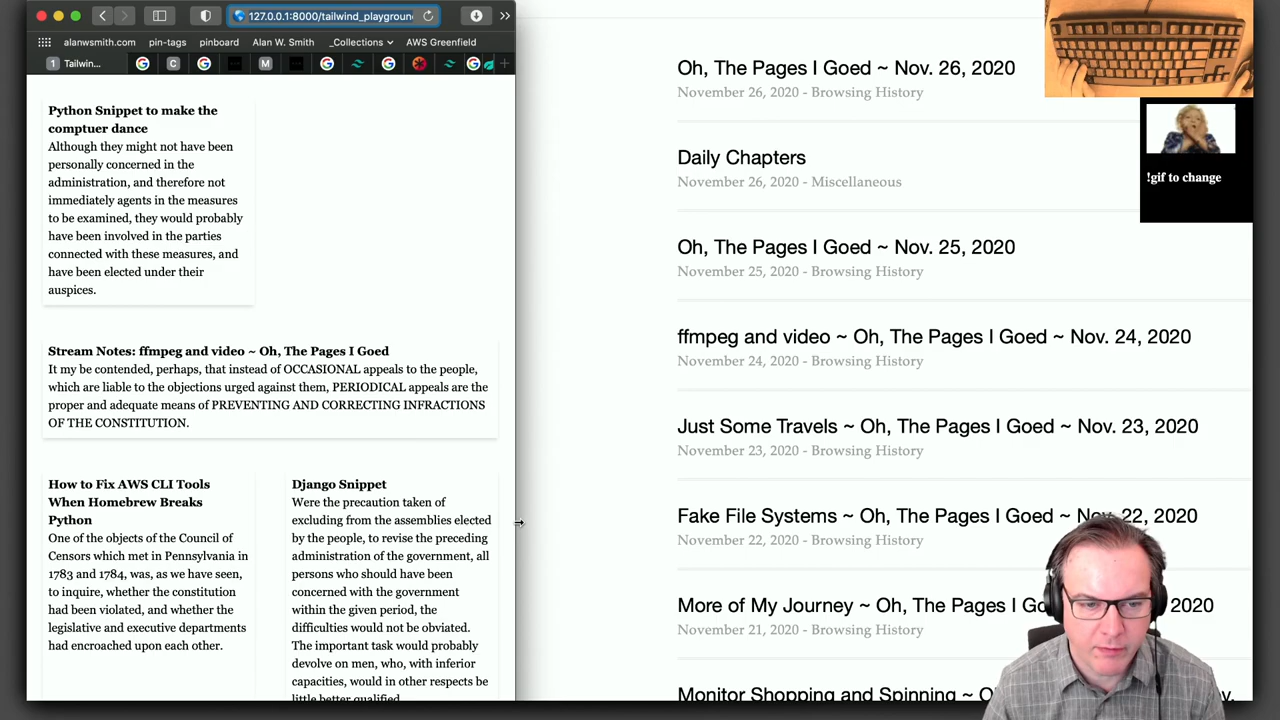 127.0.0.1:8000/tailwind_playground
alanwsmith.com pin-tags pinboard Alan W. Smith _Collections AWS Greenfield
1 Tailwin...
Python Snippet to make the
comptuer dance
Although they might not have been
personally concerned in the
administration, and therefore not
immediately agents in the measures
to be examined, they would probably
have been involved in the parties
connected with these measures, and
have been elected under their
auspices.
Stream Notes: ffmpeg and video ~ Oh, The Pages I Goed
It my be contended, perhaps, that instead of OCCASIONAL appeals to the people,
which are liable to the objections urged against them, PERIODICAL appeals are the
proper and adequate means of PREVENTING AND CORRECTING INFRACTIONS
OF THE CONSTITUTION.
How to Fix AWS CLI Tools
When Homebrew Breaks
Python
One of the objects of the Council of
Censors which met in Pennsylvania in
1783 and 1784, was, as we have seen,
to inquire, whether the constitution
had been violated, and whether the
legislative and executive departments
had encroached upon each other.
Django Snippet
Were the precaution taken of
excluding from the assemblies elected
by the people, to revise the preceding
administration of the government, all
persons who should have been
concerned with the government
within the given period, the
difficulties would not be obviated.
The important task would probably
devolve on men, who, with inferior
capacities, would in other respects be
little better qualified.
Oh, The Pages I Goed ~ Nov. 26, 2020
November 26, 2020 - Browsing History
Daily Chapters
November 26, 2020 - Miscellaneous
Oh, The Pages I Goed ~ Nov. 25, 2020
November 25, 2020 - Browsing History
ffmpeg and video ~ Oh, The Pages I Goed ~ Nov. 24, 2020
November 24, 2020 - Browsing History
Just Some Travels ~ Oh, The Pages I Goed ~ Nov. 23, 2020
November 23, 2020 - Browsing History
Fake File Systems ~ Oh, The Pages I Goed ~ Nov. 22, 2020
November 22, 2020 - Browsing History
More of My Journey ~ Oh, The Pages I Go 2020
November 21, 2020 - Browsing History
Monitor Shopping and Spinning ~
!gif to change